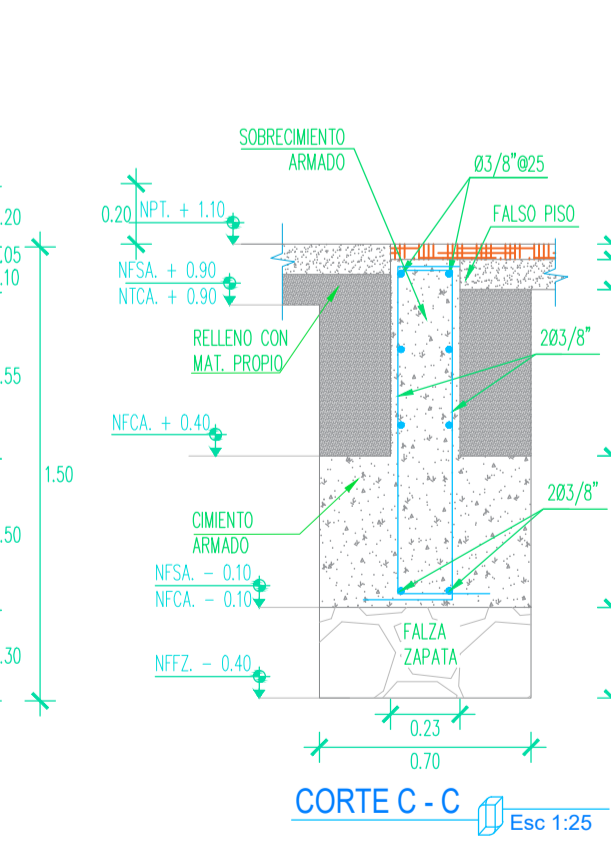 SOBRECIMIENTO
ARMADO
Ø3/8"@25
.20
0.20
NPT. + 1.10
FALSO PISO
.05
.10
NFSA. + 0.90
NTCA. + 0.90
RELLENO CON
MAT. PROPIO
2Ø3/8"
.55
NFCA. + 0.40
1.50
2Ø3/8"
CIMIENTO
ARMADO
.50
NFSA. - 0.10
NFCA. - 0.10
FALZA
ZAPATA
.30
NFFZ. - 0.40
0.23
0.70
CORTE C - C
Esc 1:25